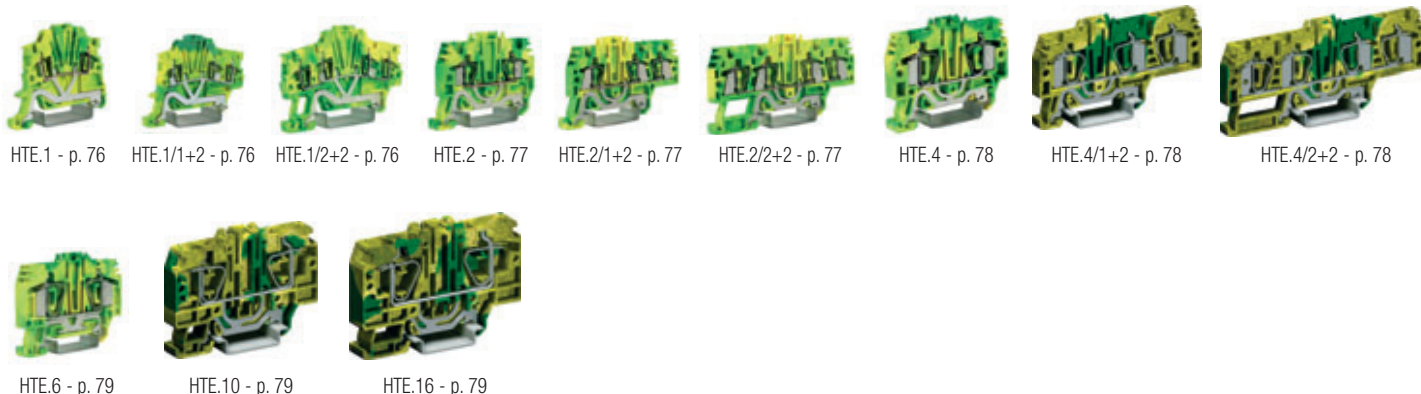 HTE.1 - p. 76 HTE.1/1+2 - p. 76 HTE.1/2+2 - p. 76 HTE.2 - p. 77 HTE.2/1+2 - p. 77 HTE.2/2+2 - p. 77 HTE.4 - p. 78 HTE.4/1+2 - p. 78 HTE.4/2+2 - p. 78
HTE.6 - p. 79 HTE.10 - p. 79 HTE.16 - p. 79